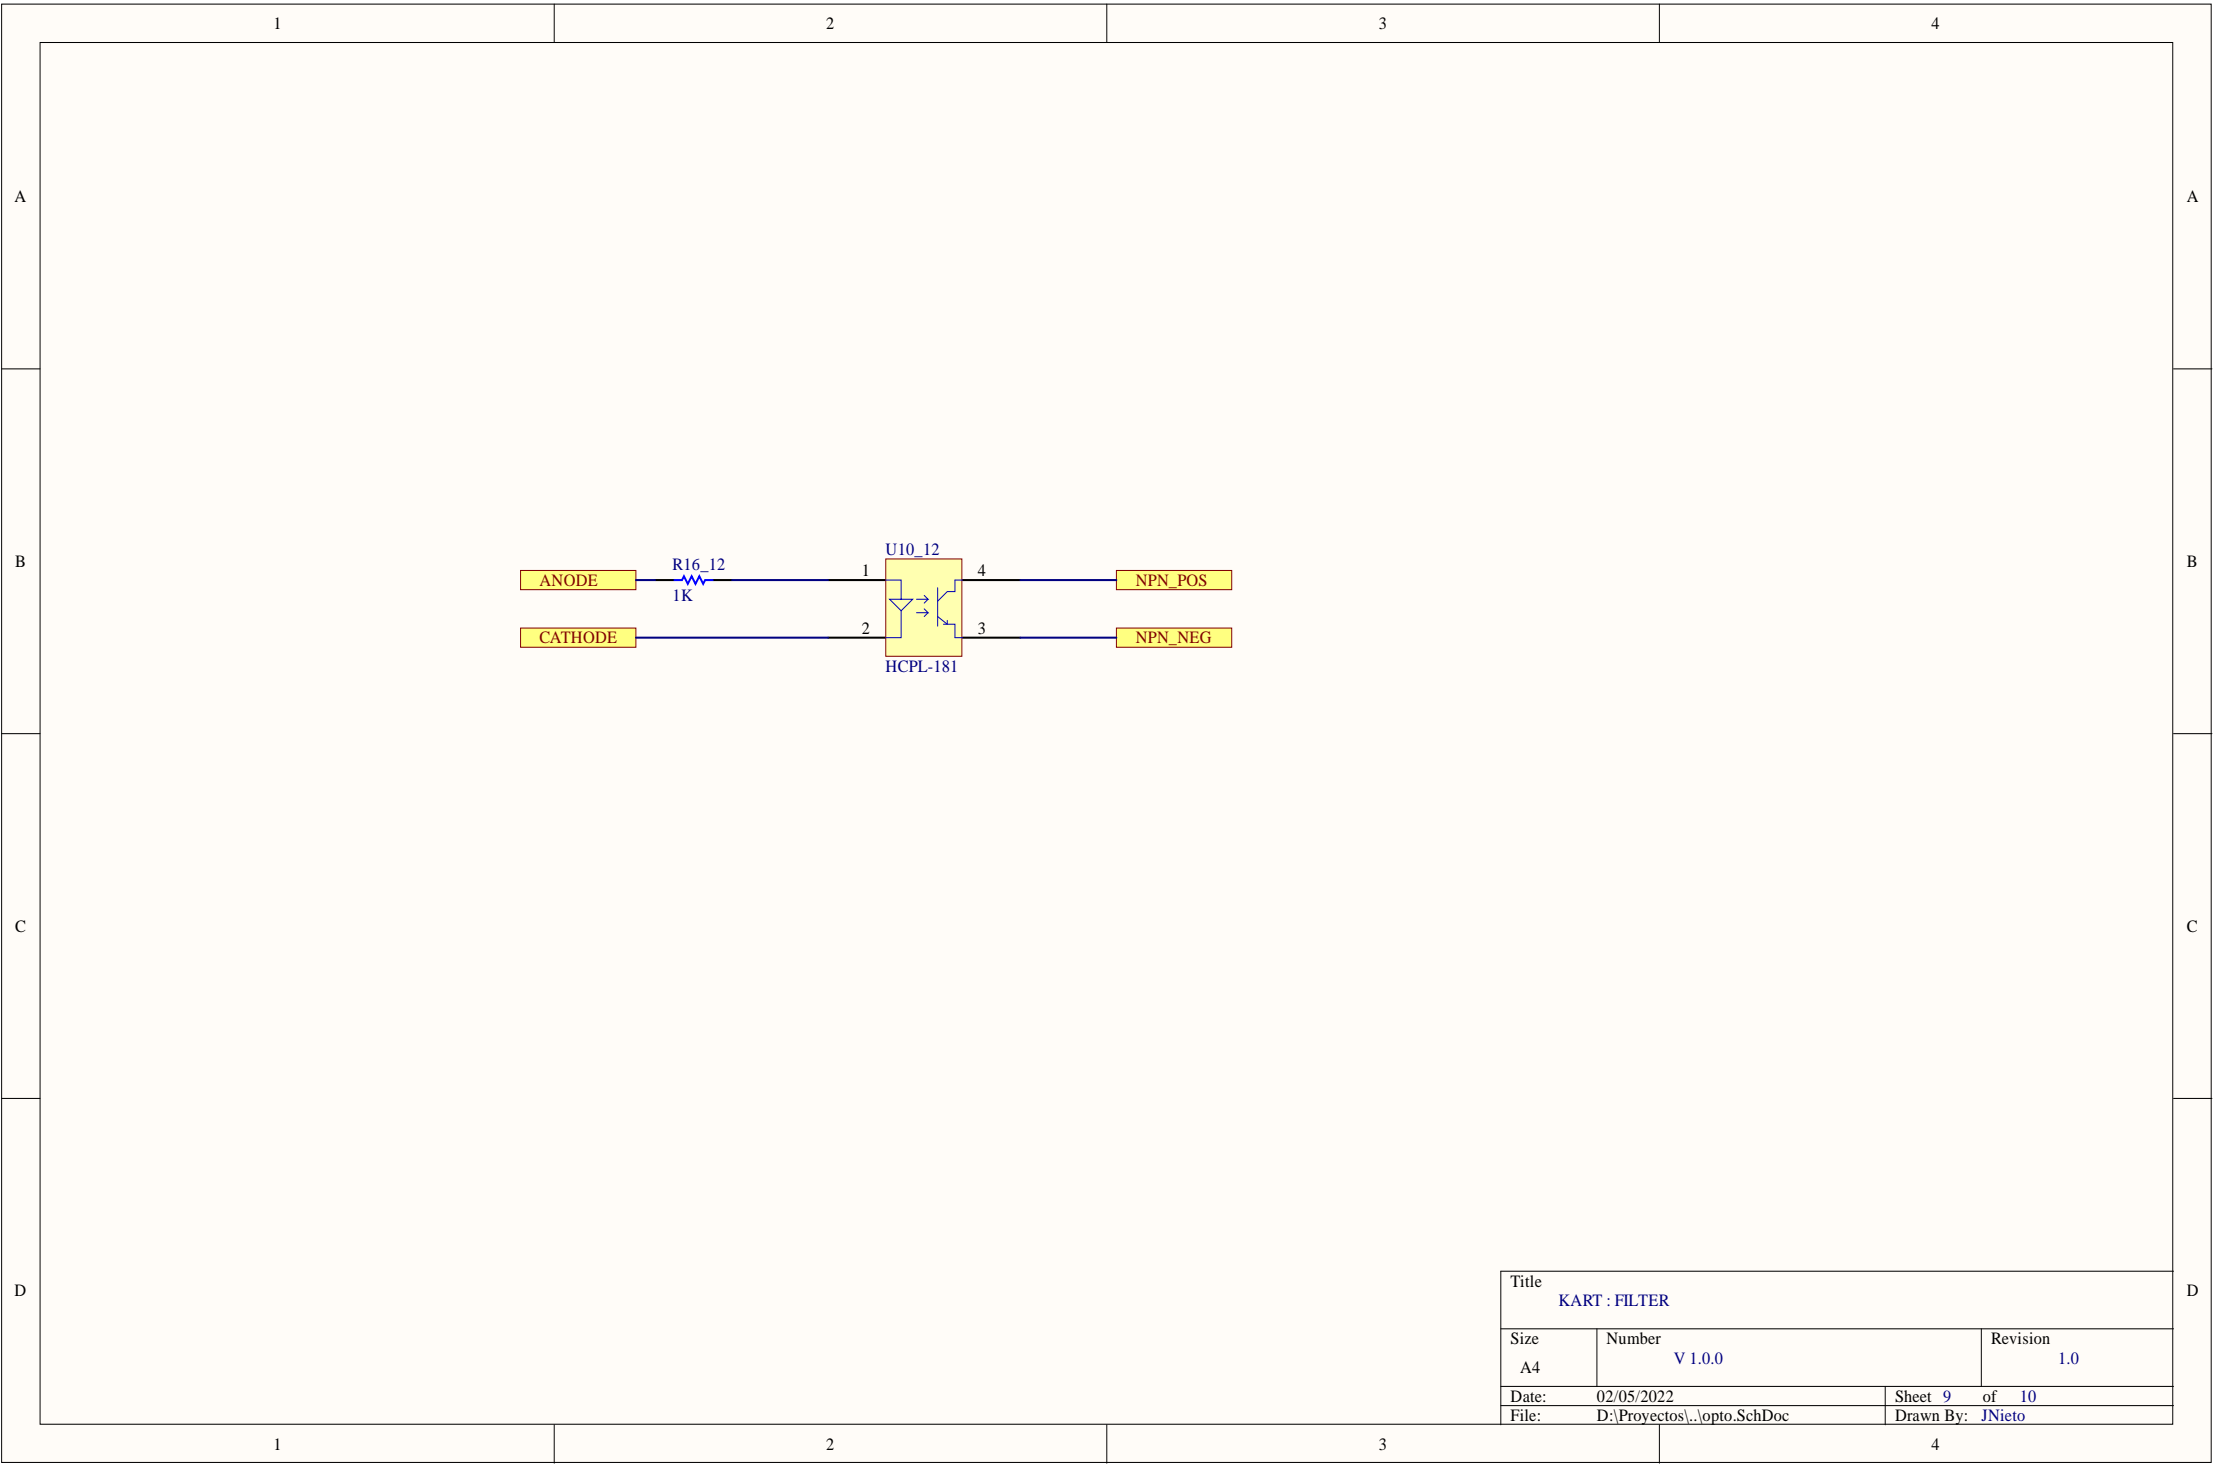 1 2 3 4
A A
U10_12
B B
R16_12
ANODE 1 4 NPN_POS
1K
CATHODE 2 3 NPN_NEG
HCPL-181
C C
Title
KART : FILTER
D D
Size Number Revision
A4 V 1.0.0 1.0
Date: 02/05/2022 Sheet 9 of 10
File: D:\Proyectos\..\opto.SchDoc Drawn By: JNieto
1 2 3 4